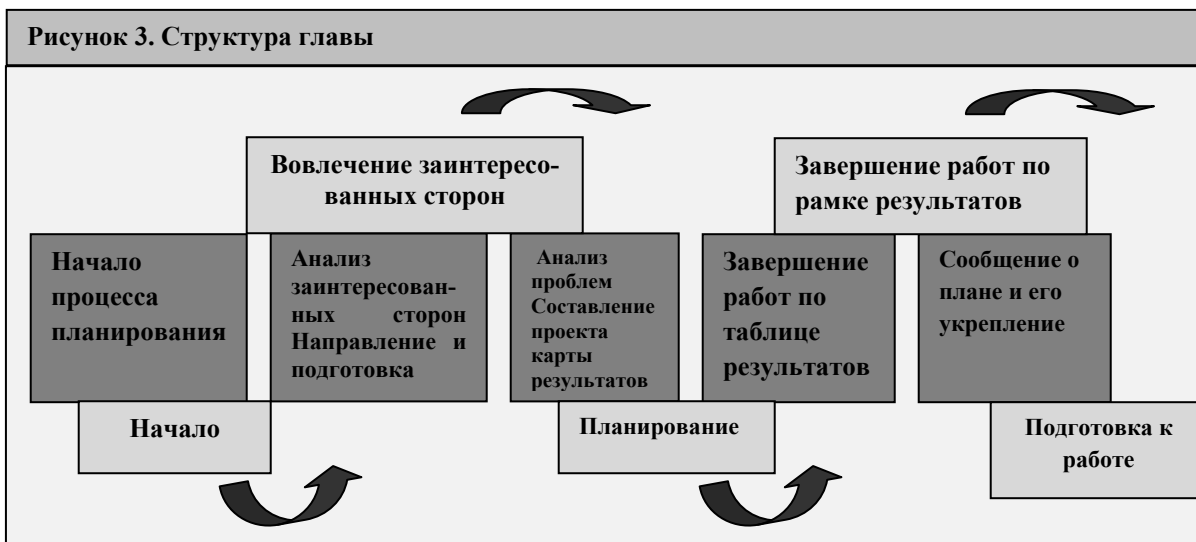 Рисунок 3. Структура главы
Вовлечение заинтересо-
ванных сторон
Завершение работ по
рамке результатов
Начало
процесса
планирования
Анализ
заинтересован-
ных сторон
Направление и
подготовка
Анализ
проблем
Составление
проекта
карты
результатов
Завершение
работ по
таблице
результатов
Сообщение о
плане и его
укрепление
Начало
Планирование
Подготовка к
работе